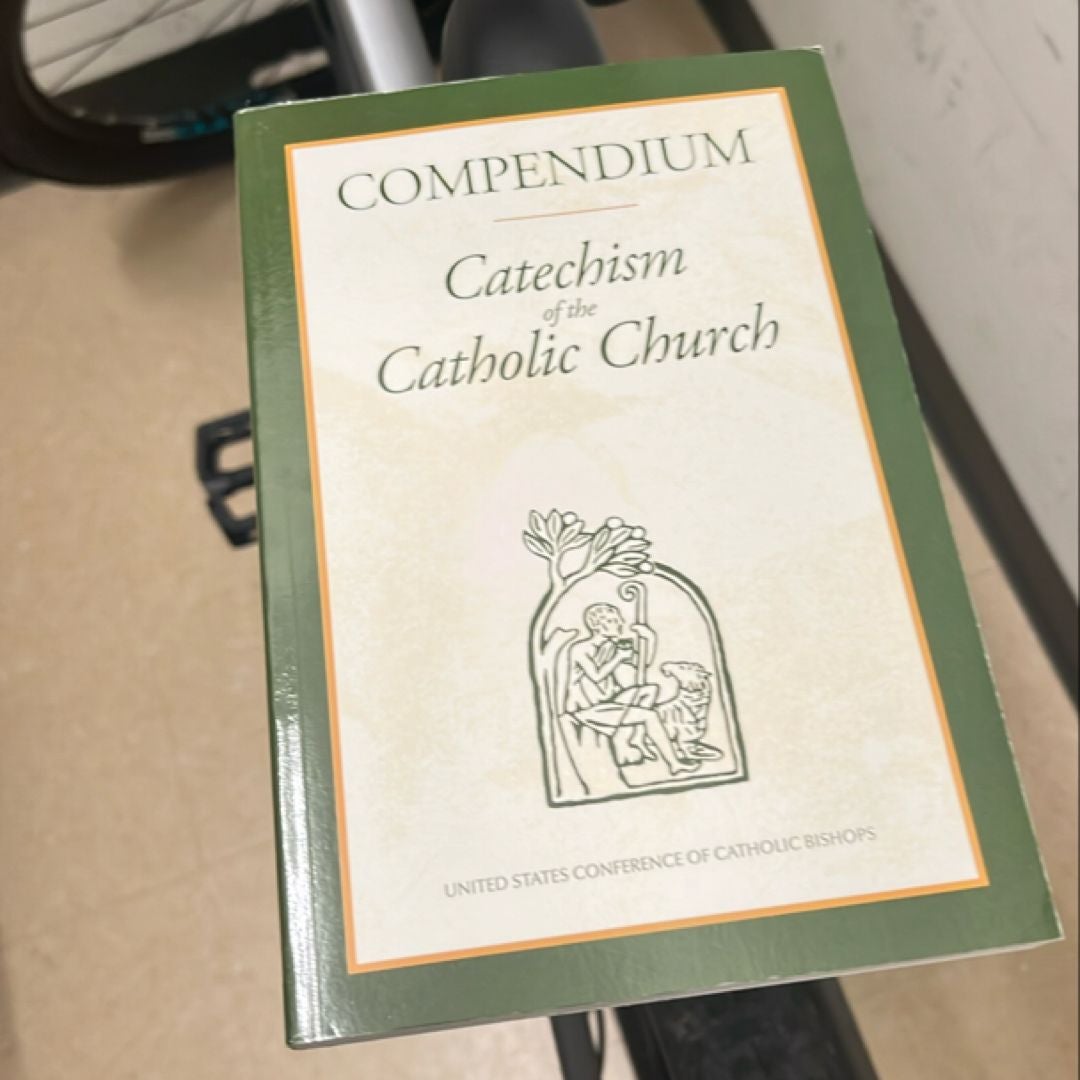 COMPENDIUM
Catechism
of the
Catholic Church
UNITED STATES CONFERENCE OF CATHOLIC BISHOPS